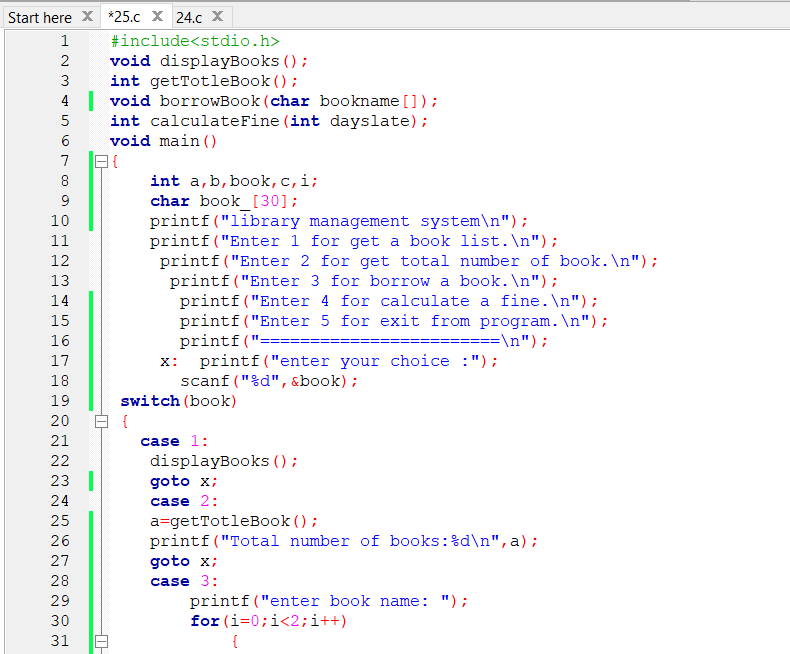 Start here X *25.c X 24.c X
1 #include<stdio.h>
2 void displayBooks();
3 int getTotleBook();
4 void borrowBook(char bookname[]);
5 int calculateFine(int dayslate);
6 void main()
7 {
8 int a,b,book,c,i;
9 char book_[30];
10 printf("library management system\n");
11 printf("Enter 1 for get a book list.\n");
12 printf("Enter 2 for get total number of book.\n");
13 printf("Enter 3 for borrow a book.\n");
14 printf("Enter 4 for calculate a fine.\n");
15 printf("Enter 5 for exit from program.\n");
16 printf("========================\n");
17 x: printf("enter your choice :");
18 scanf("%d",&book);
19 switch(book)
20 {
21 case 1:
22 displayBooks();
23 goto x;
24 case 2:
25 a=getTotleBook();
26 printf("Total number of books:%d\n",a);
27 goto x;
28 case 3:
29 printf("enter book name: ");
30 for(i=0;i<2;i++)
31 {